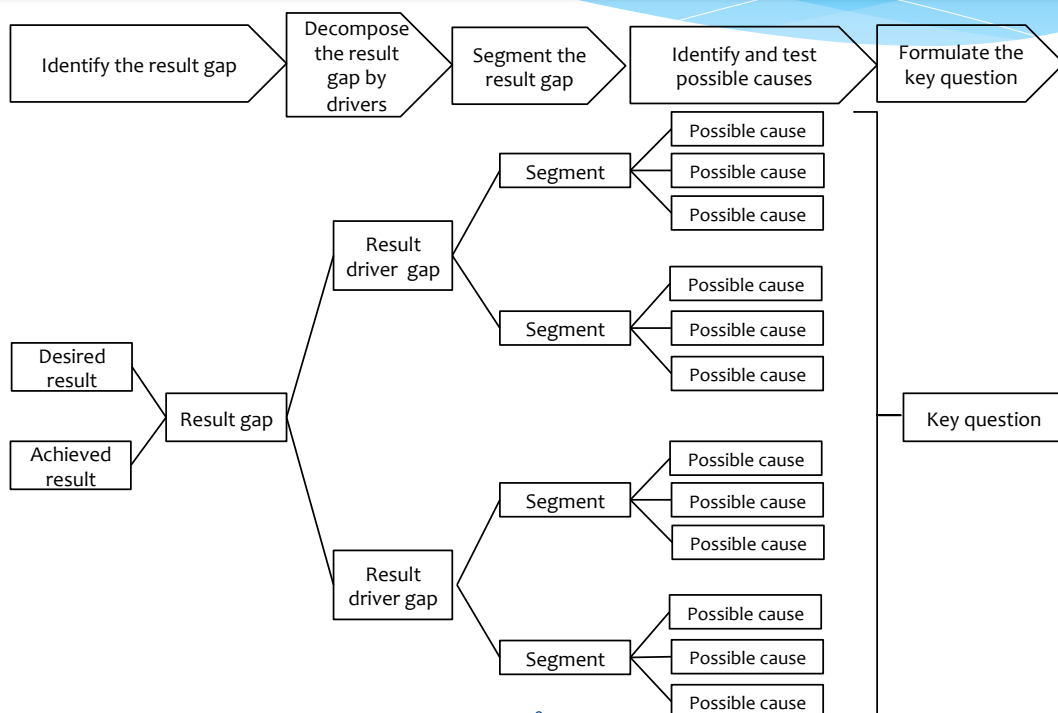 Identify the result gap
Decompose
the result
gap by
drivers
Segment the
result gap
Identify and test
possible causes
Formulate the
key question
Possible cause
Possible cause
Possible cause
Segment
Result
driver gap
Possible cause
Possible cause
Possible cause
Segment
Desired
result
Achieved
result
Result gap
Key question
Possible cause
Possible cause
Possible cause
Segment
Result
driver gap
Possible cause
Possible cause
Possible cause
Segment